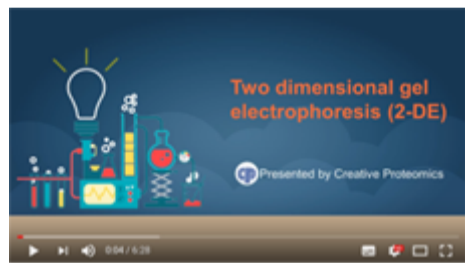 Two dimensional gel
electrophoresis (2-DE)
Presented by Creative Proteomics
0:04 / 6:28